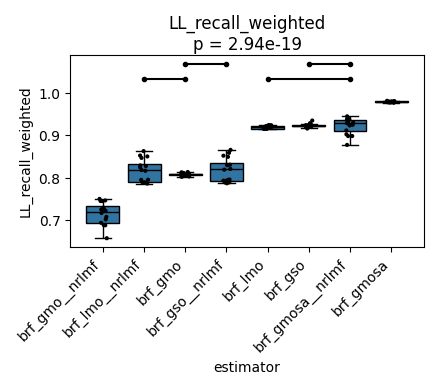 LL_recall_weighted
p = 2.94e-19
LL_recall_weighted
1.0
0.9
0.8
0.7
brf_gmo__nrlmf
brf_lmo__nrlmf
brf_gmo
brf_gso__nrlmf
brf_lmo
brf_gso
brf_gmosa__nrlmf
brf_gmosa
estimator